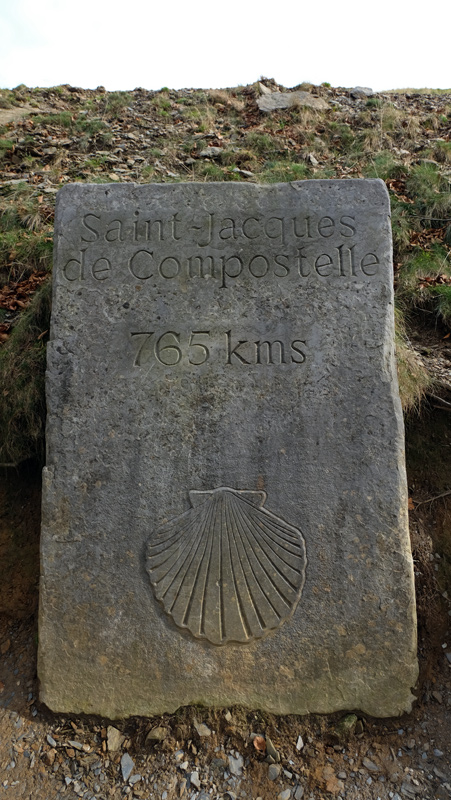 Saint-Jacques
de Compostelle
765 kms